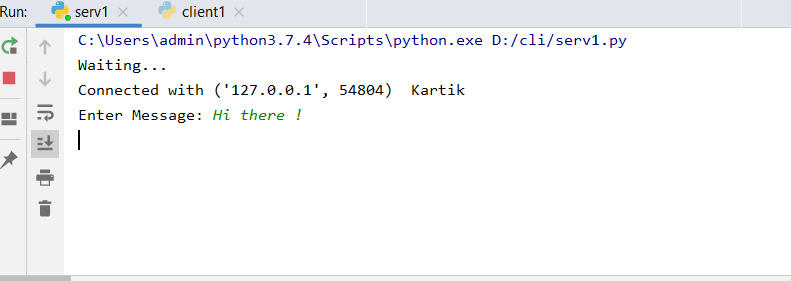 Run: serv1 client1
C:\Users\admin\python3.7.4\Scripts\python.exe D:/cli/serv1.py
Waiting...
Connected with ('127.0.0.1', 54804)  Kartik
Enter Message: Hi there !